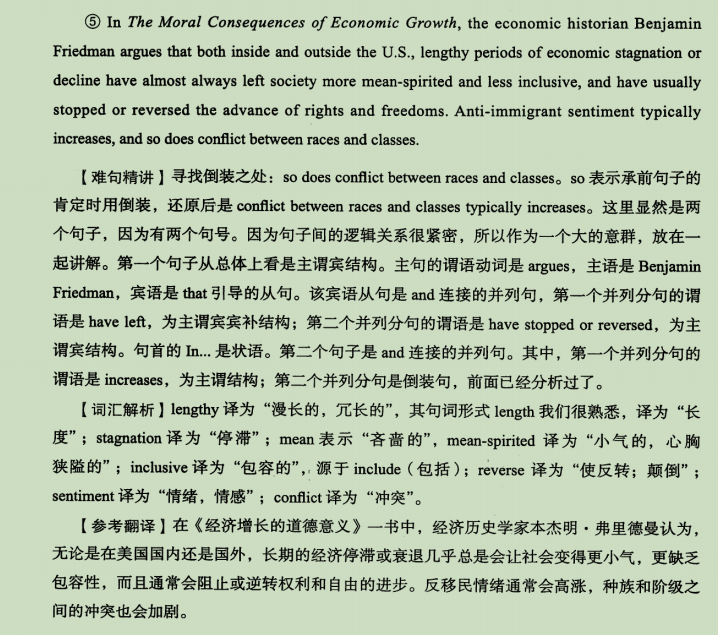 ⑤ In The Moral Consequences of Economic Growth, the economic historian Benjamin
Friedman argues that both inside and outside the U.S., lengthy periods of economic stagnation or
decline have almost always left society more mean-spirited and less inclusive, and have usually
stopped or reversed the advance of rights and freedoms. Anti-immigrant sentiment typically
increases, and so does conflict between races and classes.
【难句精讲】寻找倒装之处：so does conflict between races and classes。so 表示承前句子的
肯定时用倒装，还原后是 conflict between races and classes typically increases。这里显然是两
个句子，因为有两个句号。因为句子间的逻辑关系很紧密，所以作为一个大的意群，放在一
起讲解。第一个句子从总体上看是主谓宾结构。主句的谓语动词是 argues，主语是 Benjamin
Friedman，宾语是 that 引导的从句。该宾语从句是 and 连接的并列句，第一个并列分句的谓
语是 have left，为主谓宾宾补结构；第二个并列分句的谓语是 have stopped or reversed，为主
谓宾结构。句首的 In... 是状语。第二个句子是 and 连接的并列句。其中，第一个并列分句的
谓语是 increases，为主谓结构；第二个并列分句是倒装句，前面已经分析过了。
【词汇解析】lengthy 译为“漫长的，冗长的”，其句词形式 length 我们很熟悉，译为“长
度”；stagnation 译为“停滞”；mean 表示“吝啬的”，mean-spirited 译为“小气的，心胸
狭隘的”；inclusive 译为“包容的”，源于 include（包括）；reverse 译为“使反转；颠倒”；
sentiment 译为“情绪，情感”；conflict 译为“冲突”。
【参考翻译】在《经济增长的道德意义》一书中，经济历史学家本杰明·弗里德曼认为，
无论是在美国国内还是国外，长期的经济停滞或衰退几乎总是会让社会变得更小气，更缺乏
包容性，而且通常会阻止或逆转权利和自由的进步。反移民情绪通常会高涨，种族和阶级之
间的冲突也会加剧。